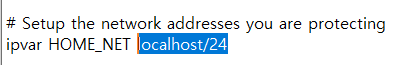 # Setup the network addresses you are protecting
ipvar HOME_NET localhost/24